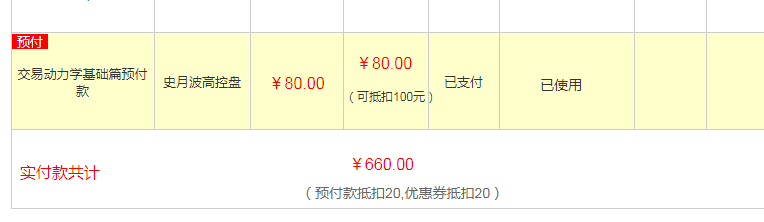 预付
交易动力学基础篇预付
款
史月波高控盘
￥80.00
￥80.00
（可抵扣100元）
已支付
已使用
实付款共计
￥660.00
（预付款抵扣20,优惠券抵扣20）